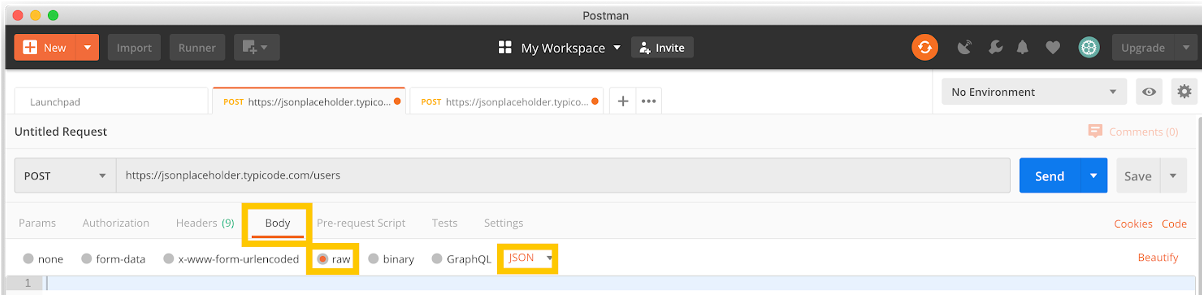 Postman
New Import Runner My Workspace Invite Upgrade
Launchpad POST https://jsonplaceholder.typico... POST https://jsonplaceholder.typico... + ••• No Environment
Untitled Request Comments (0)
POST https://jsonplaceholder.typicode.com/users Send Save
Params Authorization Headers (9) Body Pre-request Script Tests Settings Cookies Code
none form-data x-www-form-urlencoded raw binary GraphQL JSON Beautify
1